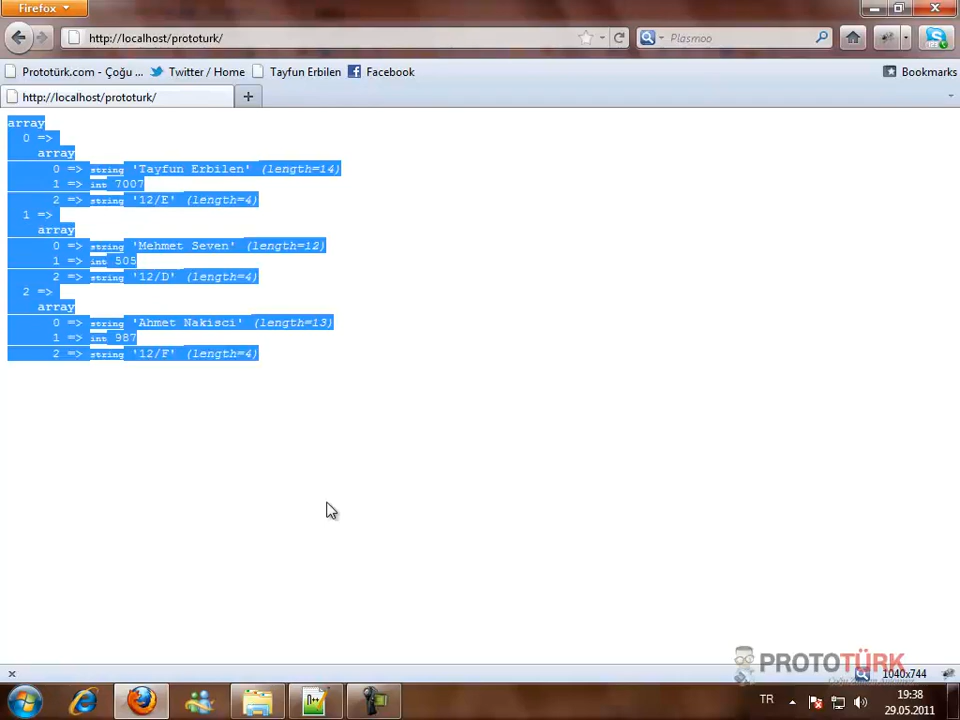 Firefox
http://localhost/prototurk/
Plasmoo
Prototürk.com - Çoğu ...
Twitter / Home
Tayfun Erbilen
Facebook
Bookmarks
http://localhost/prototurk/
array
0 =>
array
0 => string 'Tayfun Erbilen' (length=14)
1 => int 7007
2 => string '12/E' (length=4)
1 =>
array
0 => string 'Mehmet Seven' (length=12)
1 => int 505
2 => string '12/D' (length=4)
2 =>
array
0 => string 'Ahmet Nakisci' (length=13)
1 => int 987
2 => string '12/F' (length=4)
PROTOTÜRK
1040x744
TR
19:38
29.05.2011